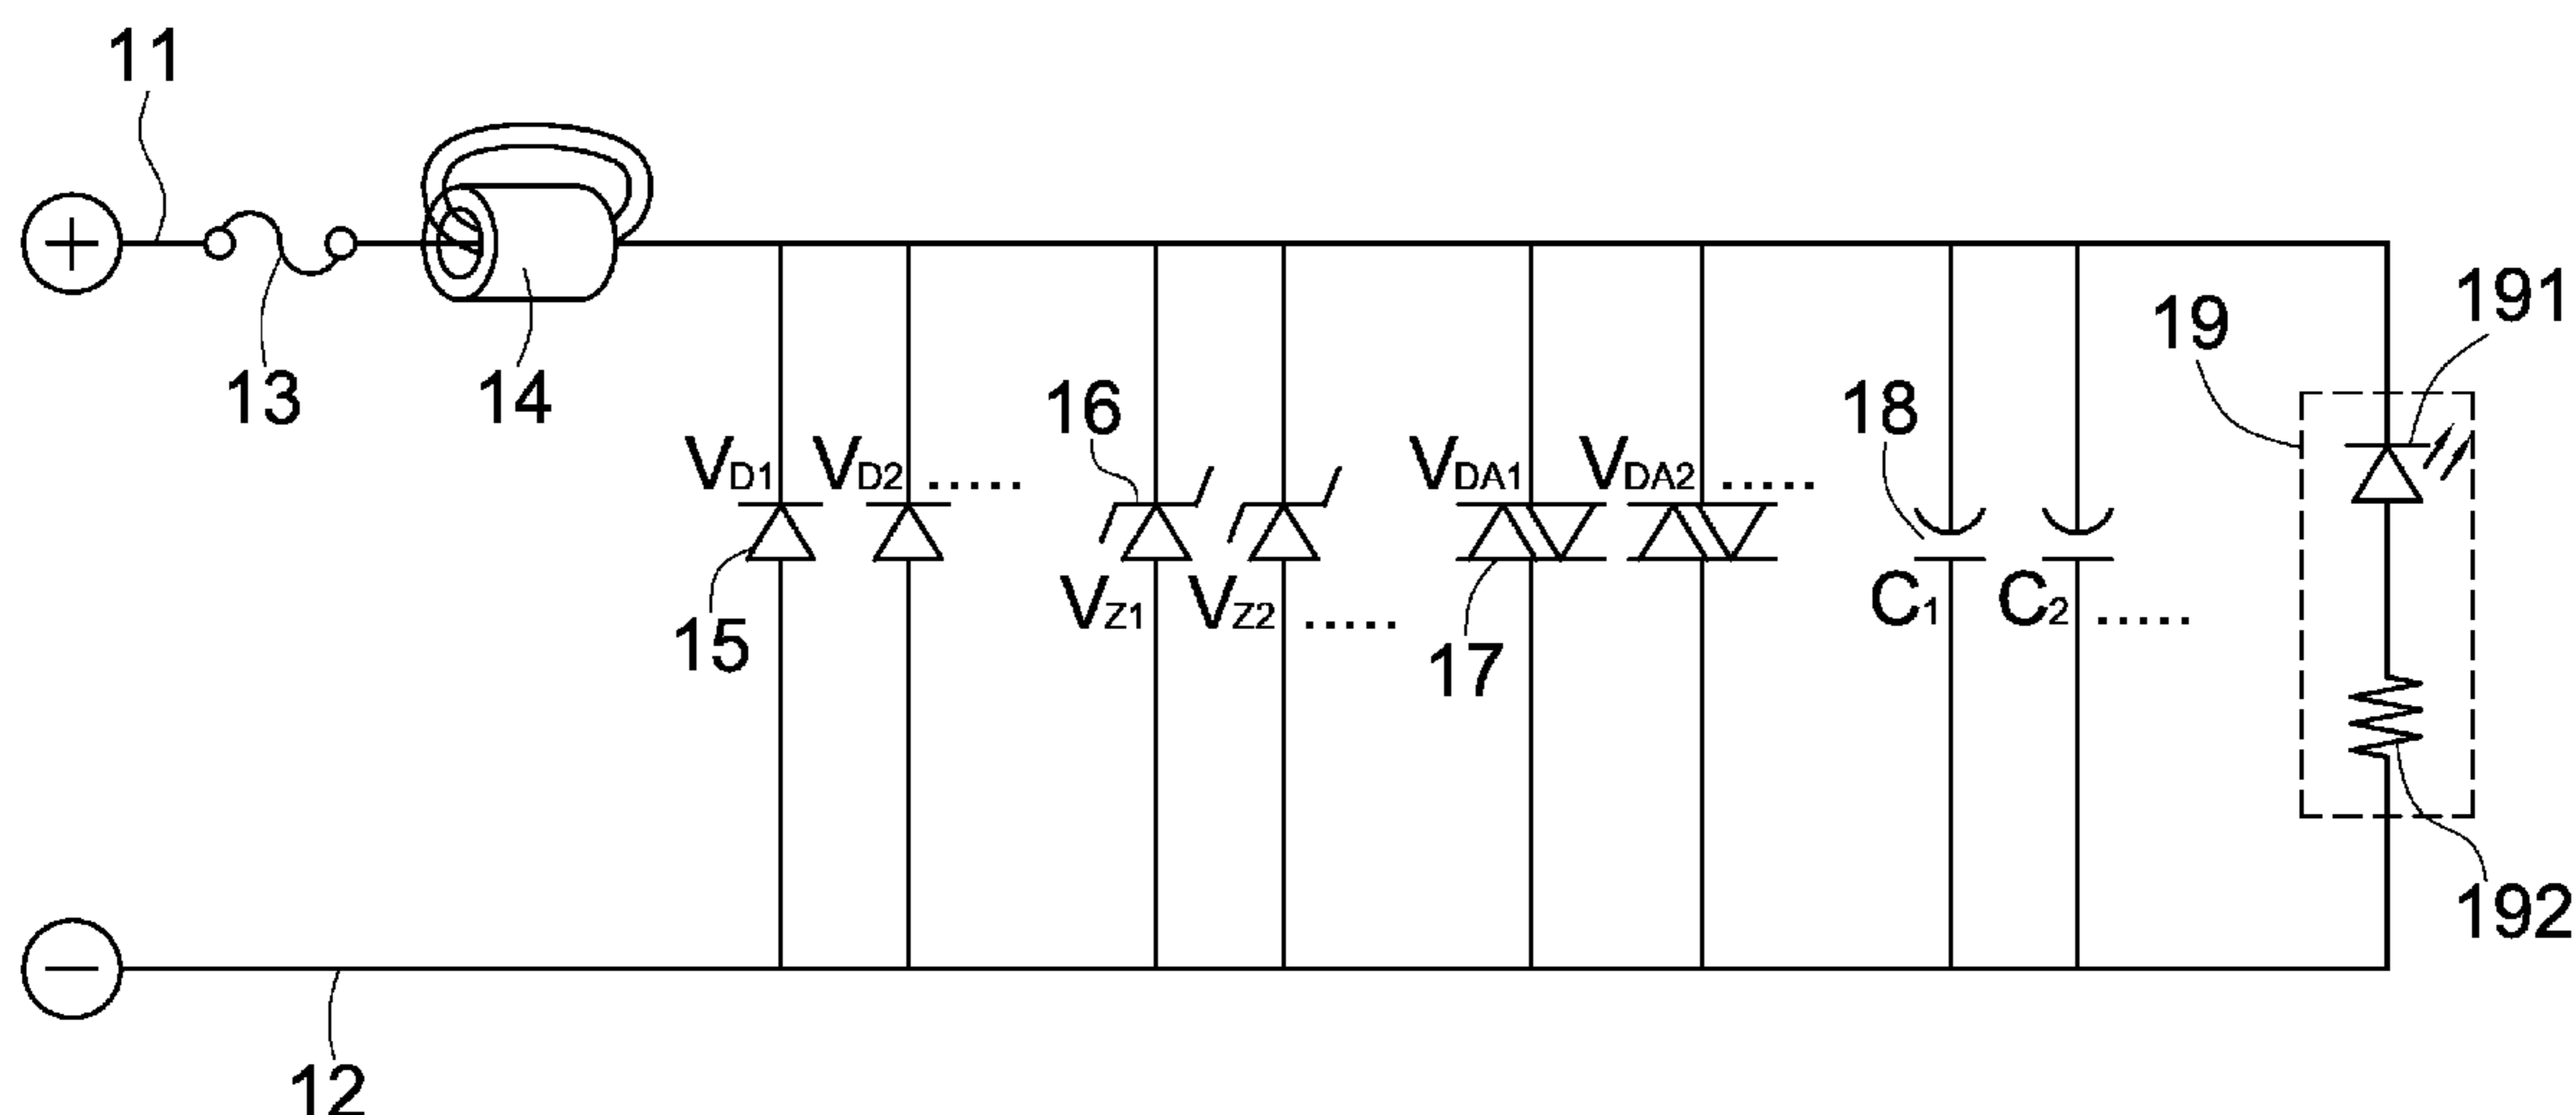 11
+
191
19
13
14
16
18
VD1
VD2 .....
VDA1
VDA2 .....
VZ1
VZ2 .....
C1
C2 .....
15
17
192
−
12